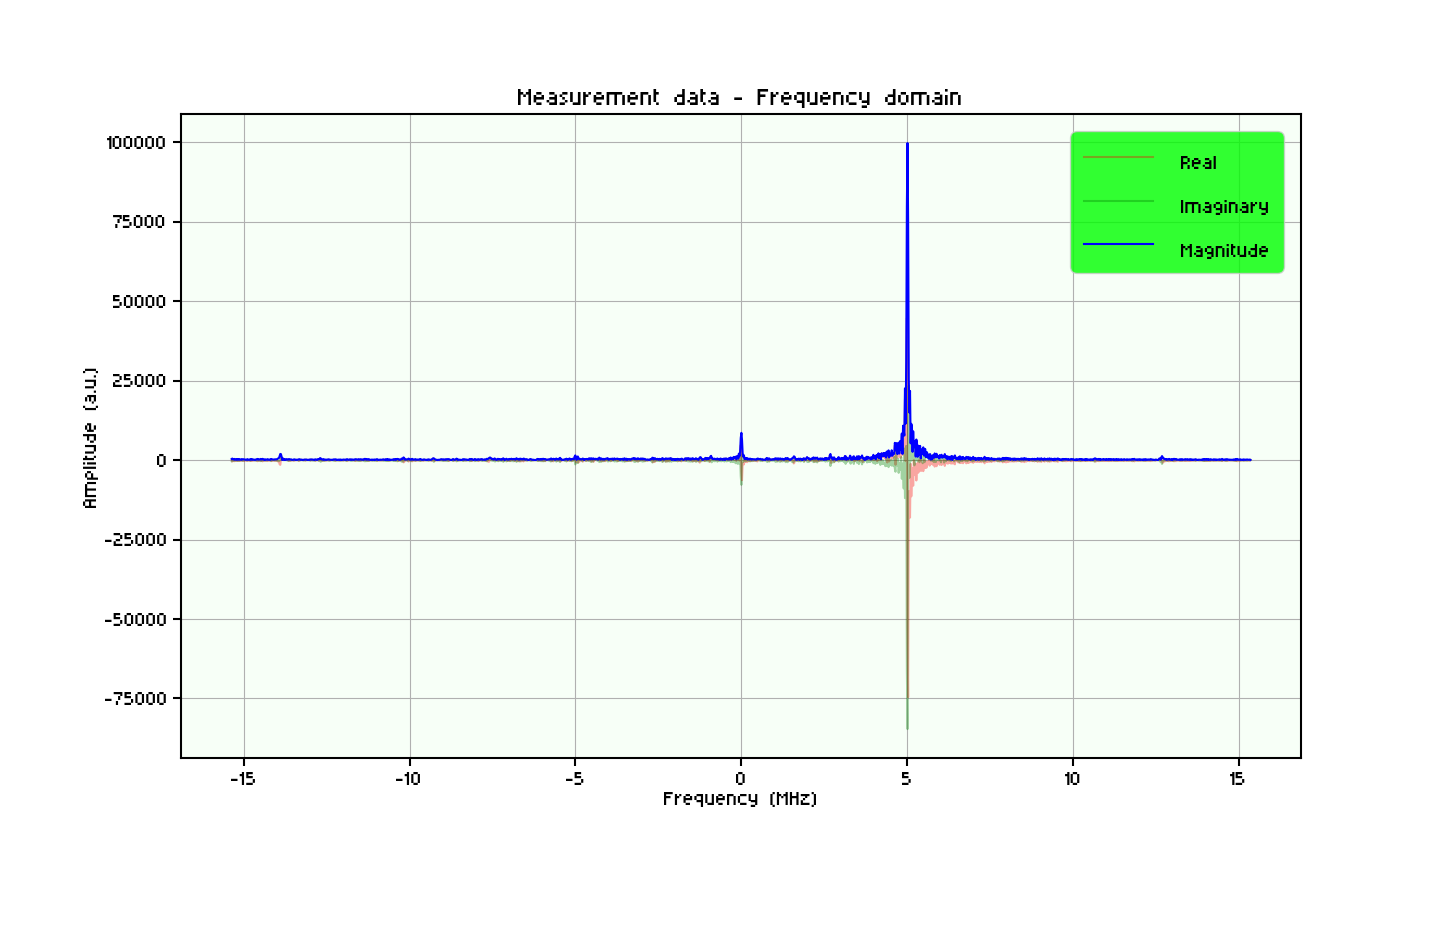 Measurement data - Frequency domain
100000
75000
50000
25000
0
-25000
-50000
-75000
Amplitude (a.u.)
Real
Imaginary
Magnitude
-15 -10 -5 0 5 10 15
Frequency (MHz)